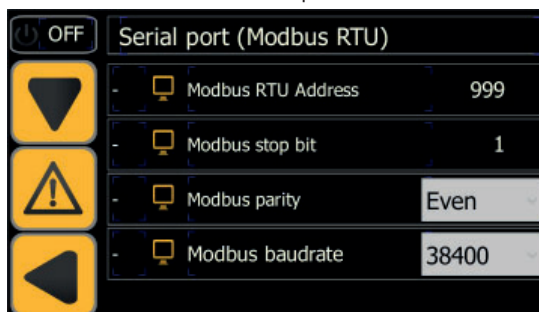 OFF Serial port (Modbus RTU)
- Modbus RTU Address 999
- Modbus stop bit 1
- Modbus parity Even
- Modbus baudrate 38400